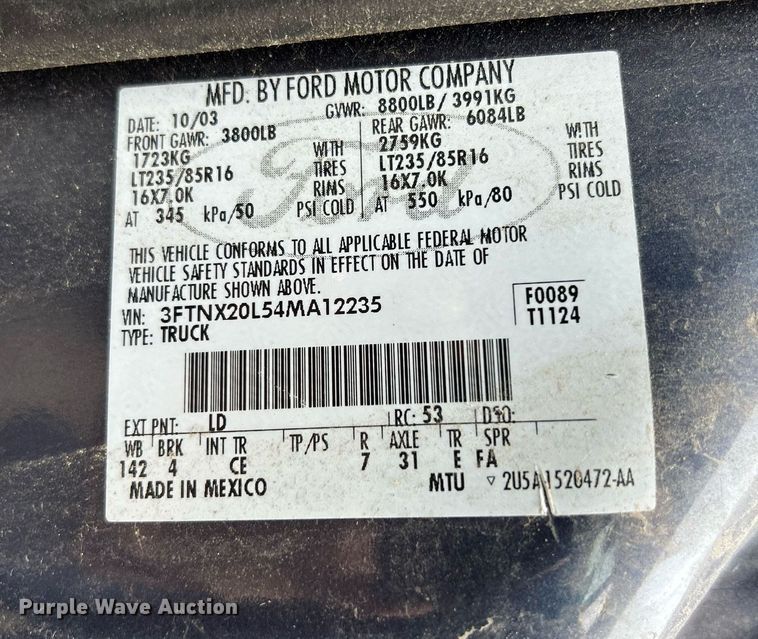 MFD. BY FORD MOTOR COMPANY
DATE: 10/03 GVWR: 8800LB/ 3991KG
FRONT GAWR: 3800LB REAR GAWR: 6084LB
1723KG WITH 2759KG WITH
LT235/85R16 TIRES LT235/85R16 TIRES
16X7.0K RIMS 16X7.0K RIMS
AT 345 kPa/50 PSI COLD AT 550 kPa/80 PSI COLD
Ford
THIS VEHICLE CONFORMS TO ALL APPLICABLE FEDERAL MOTOR
VEHICLE SAFETY STANDARDS IN EFFECT ON THE DATE OF
MANUFACTURE SHOWN ABOVE.
VIN: 3FTNX20L54MA12235 F0089
TYPE: TRUCK T1124
EXT PNT: LD RC: 53 DSO:
WB BRK INT TR TP/PS R AXLE TR SPR
142 4 CE 7 31 E FA
MADE IN MEXICO MTU ▽ 2U5A1520472-AA
Purple Wave Auction